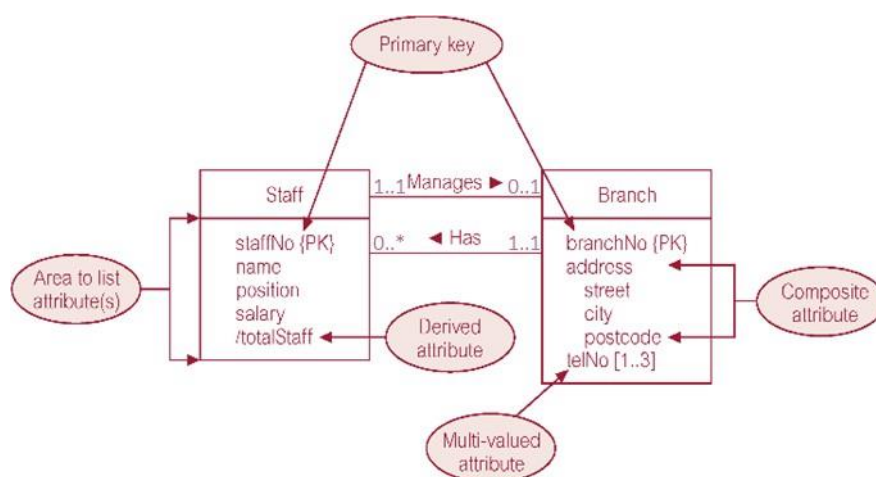 Primary key
Staff
1..1 Manages ► 0..1
Branch
staffNo {PK}
name
position
salary
/totalStaff
0..* ◄ Has 1..1
branchNo {PK}
address
street
city
postcode
telNo [1..3]
Area to list
attribute(s)
Derived
attribute
Composite
attribute
Multi-valued
attribute